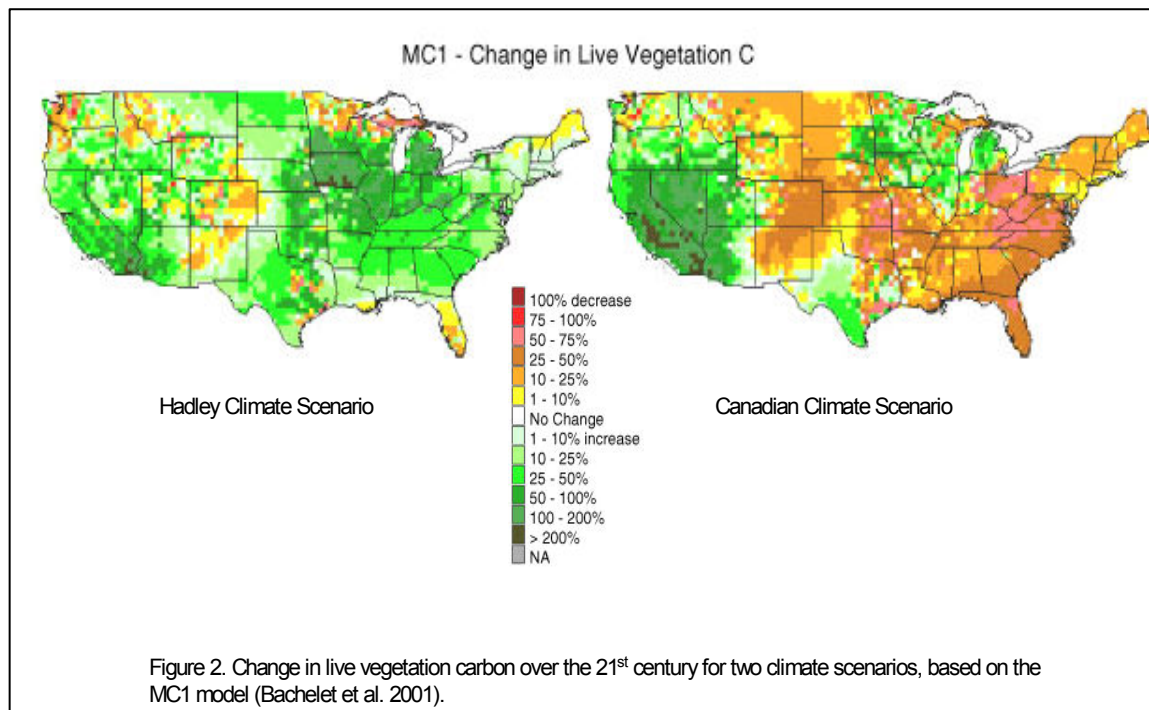 MC1 - Change in Live Vegetation C
100% decrease
75 - 100%
50 - 75%
25 - 50%
10 - 25%
1 - 10%
No Change
1 - 10% increase
10 - 25%
25 - 50%
50 - 100%
100 - 200%
> 200%
NA
Hadley Climate Scenario
Canadian Climate Scenario
Figure 2. Change in live vegetation carbon over the 21st century for two climate scenarios, based on the
MC1 model (Bachelet et al. 2001).